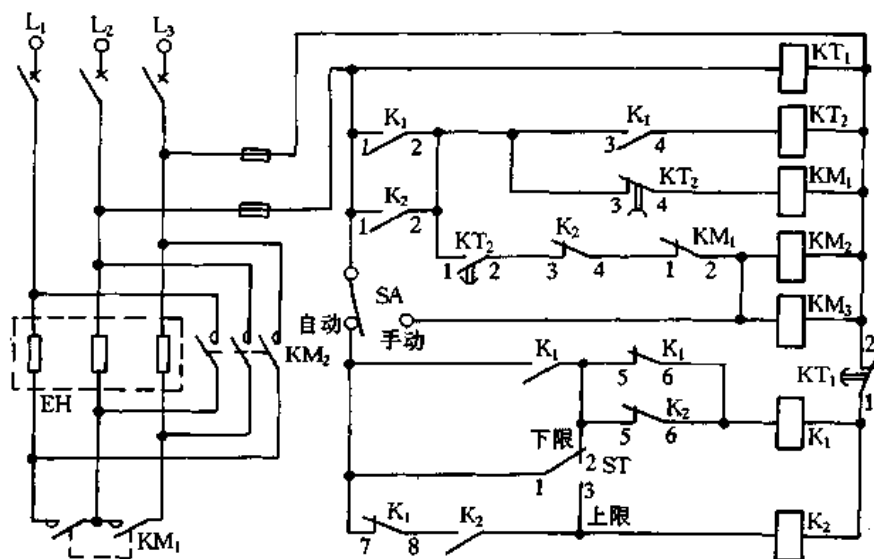 L₁ L₂ L₃
KT₁
K₁ 1 2
K₁ 3 4
KT₂
KT₂ 3 4
KM₁
K₂ 1 2
KT₂ 1 2
K₂ 3 4
KM₁ 1 2
KM₂
SA
自动
手动
KM₃
KM₂
EH
K₁
K₁ 5 6
KT₁ 2 1
K₂ 5 6
K₁
下限
ST 1 2 3
上限
K₁ 7 8
K₂
K₂
KM₁